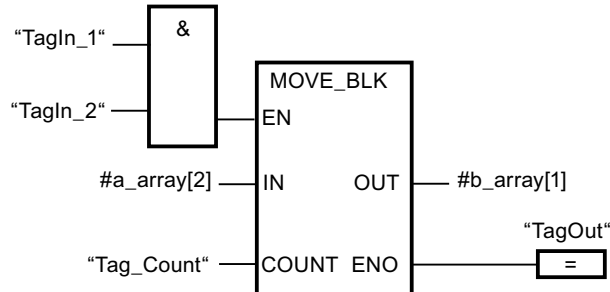 &
“TagIn_1“
MOVE_BLK
“TagIn_2“
EN
#a_array[2] IN OUT #b_array[1]
“TagOut“
“Tag_Count“ COUNT ENO =